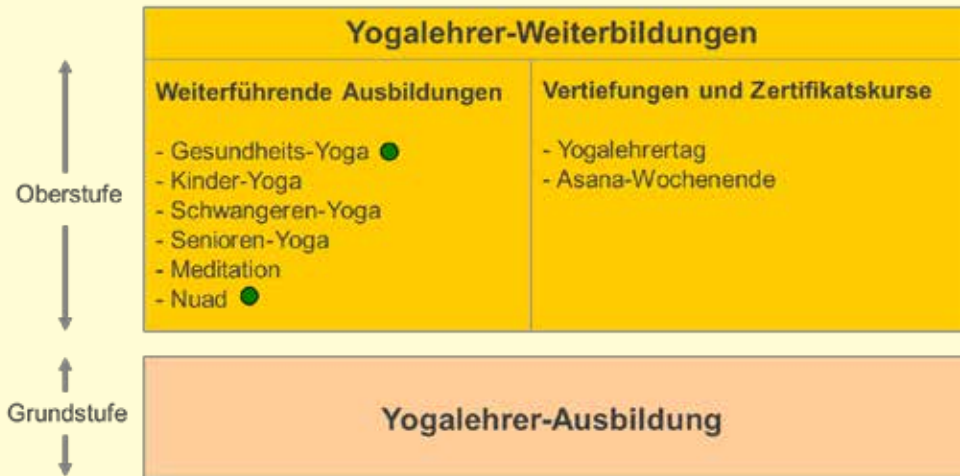 Yogalehrer-Weiterbildungen
Oberstufe
Weiterführende Ausbildungen
- Gesundheits-Yoga
- Kinder-Yoga
- Schwangeren-Yoga
- Senioren-Yoga
- Meditation
- Nuad
Vertiefungen und Zertifikatskurse
- Yogalehrertag
- Asana-Wochenende
Grundstufe
Yogalehrer-Ausbildung